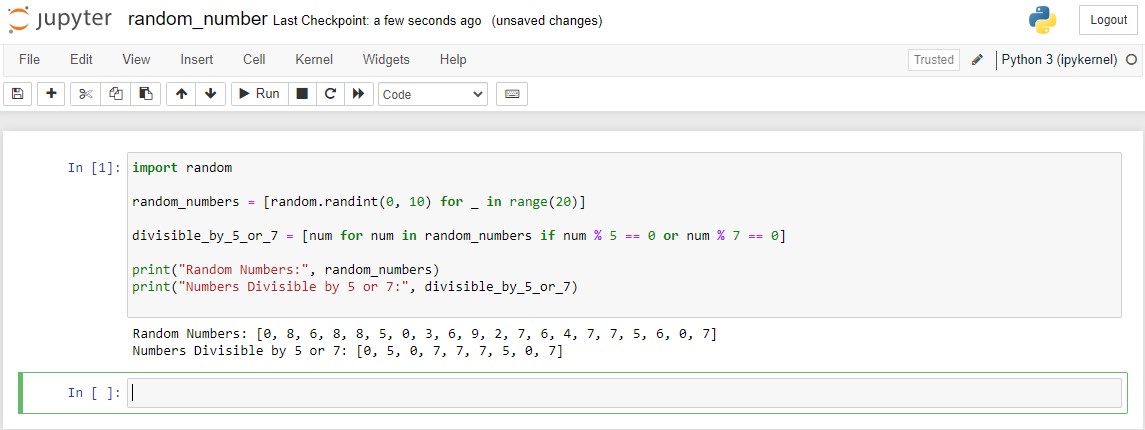 jupyter random_number Last Checkpoint: a few seconds ago (unsaved changes) Logout
File Edit View Insert Cell Kernel Widgets Help Trusted Python 3 (ipykernel)
Run Code
In [1]: import random
random_numbers = [random.randint(0, 10) for _ in range(20)]
divisible_by_5_or_7 = [num for num in random_numbers if num % 5 == 0 or num % 7 == 0]
print("Random Numbers:", random_numbers)
print("Numbers Divisible by 5 or 7:", divisible_by_5_or_7)
Random Numbers: [0, 8, 6, 8, 8, 5, 0, 3, 6, 9, 2, 7, 6, 4, 7, 7, 5, 6, 0, 7]
Numbers Divisible by 5 or 7: [0, 5, 0, 7, 7, 7, 5, 0, 7]
In [ ]: